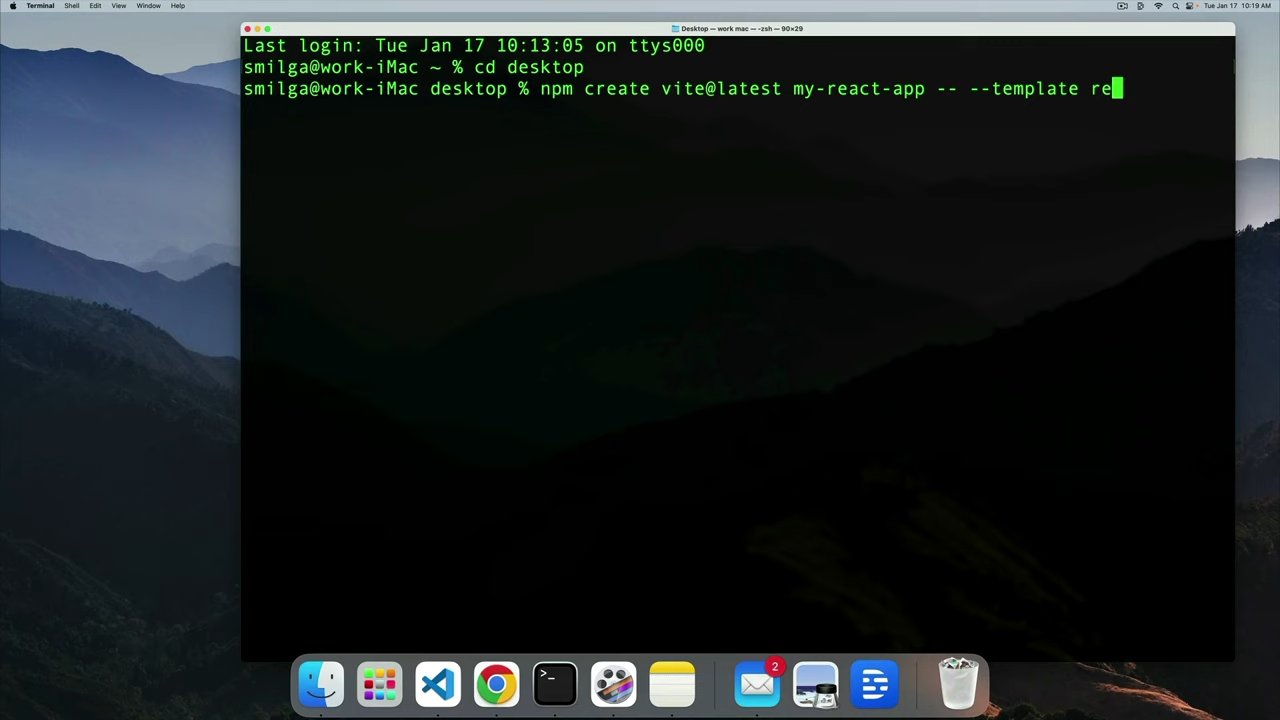 Terminal Shell Edit View Window Help
Tue Jan 17 10:19 AM
Desktop — work mac — -zsh — 90×29
Last login: Tue Jan 17 10:13:05 on ttys000
smilga@work-iMac ~ % cd desktop
smilga@work-iMac desktop % npm create vite@latest my-react-app -- --template re
>_
2